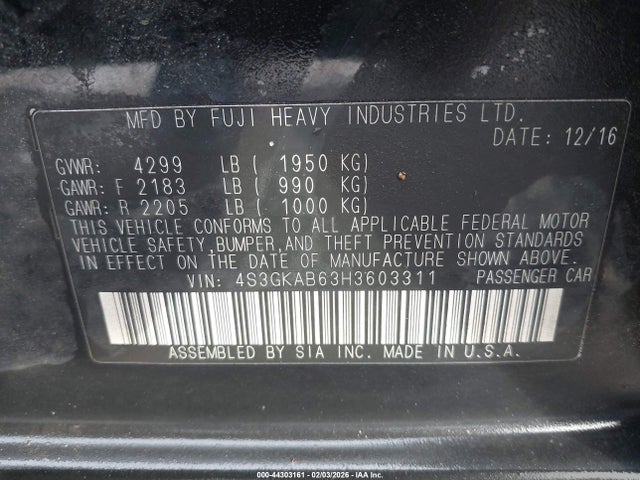 MFD BY FUJI HEAVY INDUSTRIES LTD.
DATE: 12/16
GVWR: 4299 LB ( 1950 KG)
GAWR: F 2183 LB ( 990 KG)
GAWR: R 2205 LB ( 1000 KG)
THIS VEHICLE CONFORMS TO ALL APPLICABLE FEDERAL MOTOR
VEHICLE SAFETY,BUMPER,AND THEFT PREVENTION STANDARDS
IN EFFECT ON THE DATE OF MANUFACTURE SHOWN ABOVE.
VIN: 4S3GKAB63H3603311 PASSENGER CAR
ASSEMBLED BY SIA INC. MADE IN U.S.A.
000-44303161 - 02/03/2026 - IAA Inc.